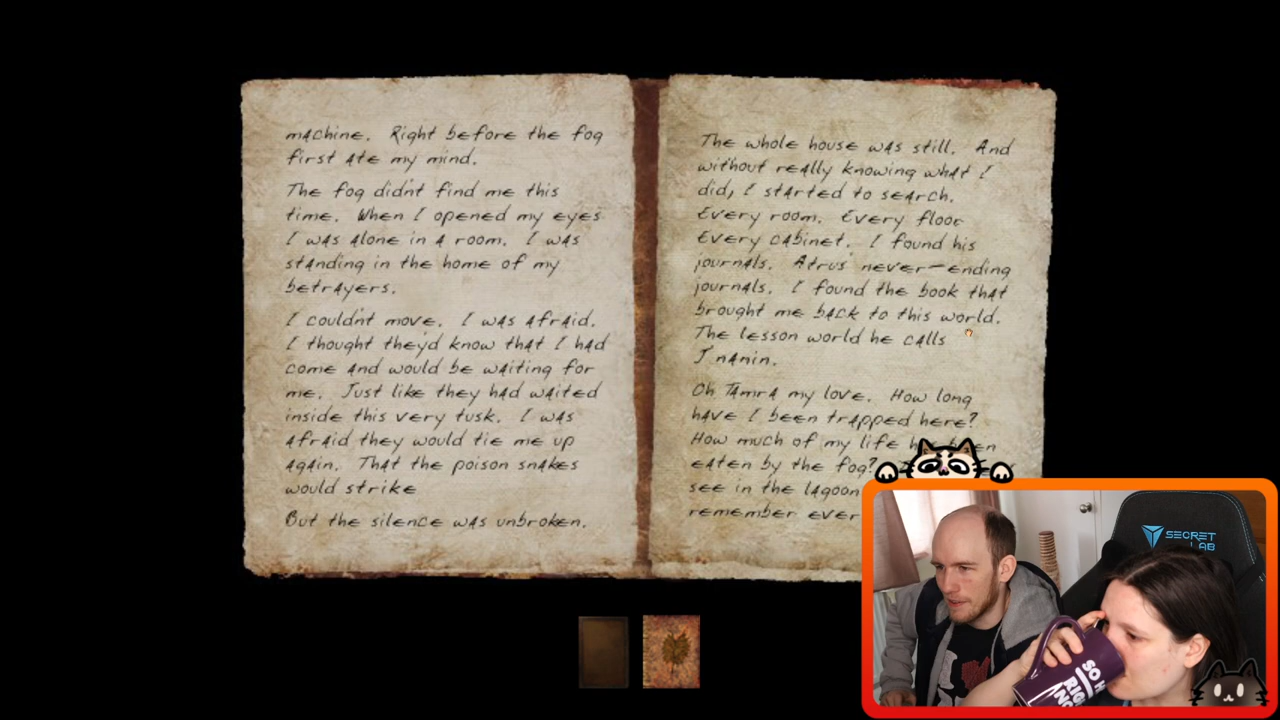 machine. Right before the fog
first ate my mind.
The fog didn't find me this
time. When I opened my eyes
I was alone in a room. I was
standing in the home of my
betrayers.
I couldn't move. I was afraid.
I thought they'd know that I had
come and would be waiting for
me. Just like they had waited
inside this very tusk. I was
afraid they would tie me up
again. That the poison snakes
would strike
But the silence was unbroken.
The whole house was still. And
without really knowing what I
did, I started to search.
Every room. Every floor
Every cabinet. I found his
journals. Atrus' never-ending
journals. I found the book that
brought me back to this world.
The lesson world he calls
J'nanin.
Oh Tamra my love. How long
have I been trapped here?
How much of my life
eaten by the fog?
see in the lagoon
remember ever
SECRET
LAB
SO